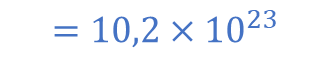 = 10,2 × 10²³